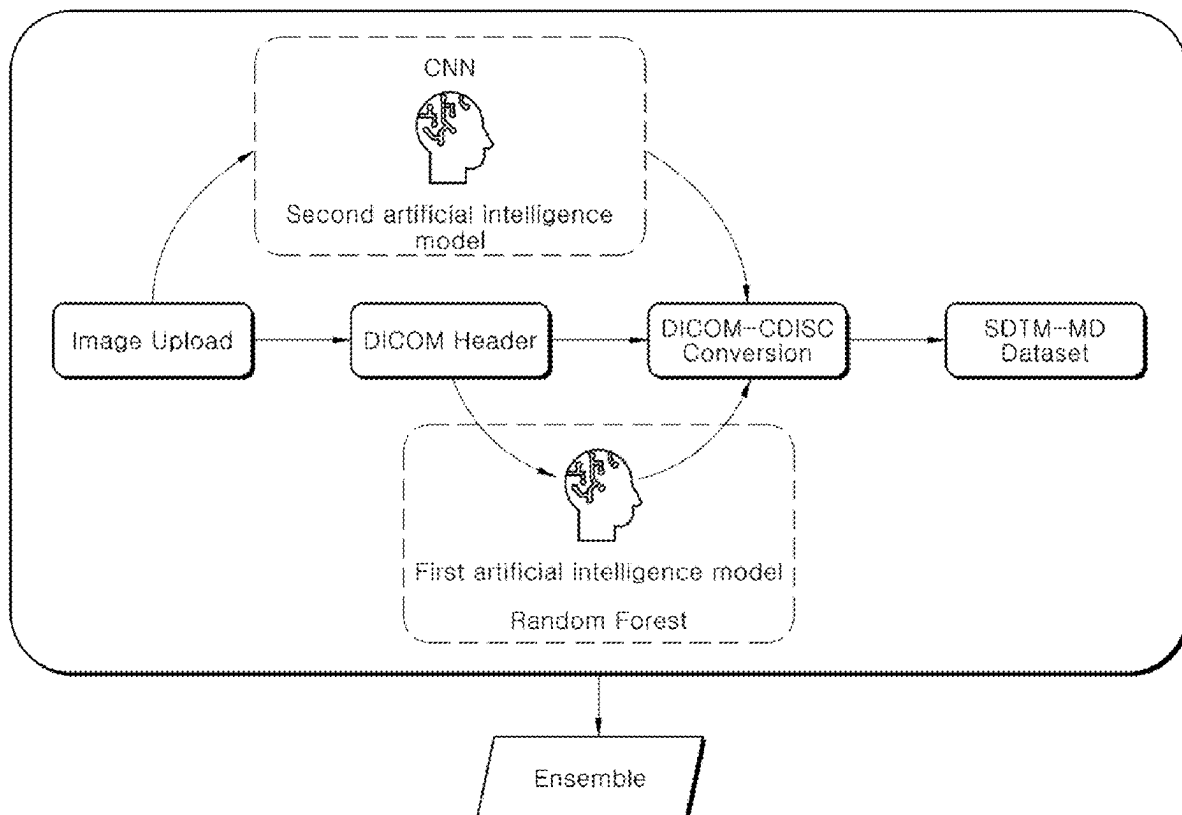 CNN
Second artificial intelligence
model
Image Upload
DICOM Header
DICOM-CDISC
Conversion
SDTM-MD
Dataset
First artificial intelligence model
Random Forest
Ensemble